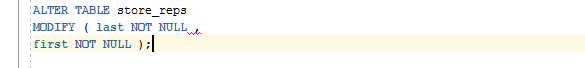 ALTER TABLE store_reps
MODIFY ( last NOT NULL ,
first NOT NULL );